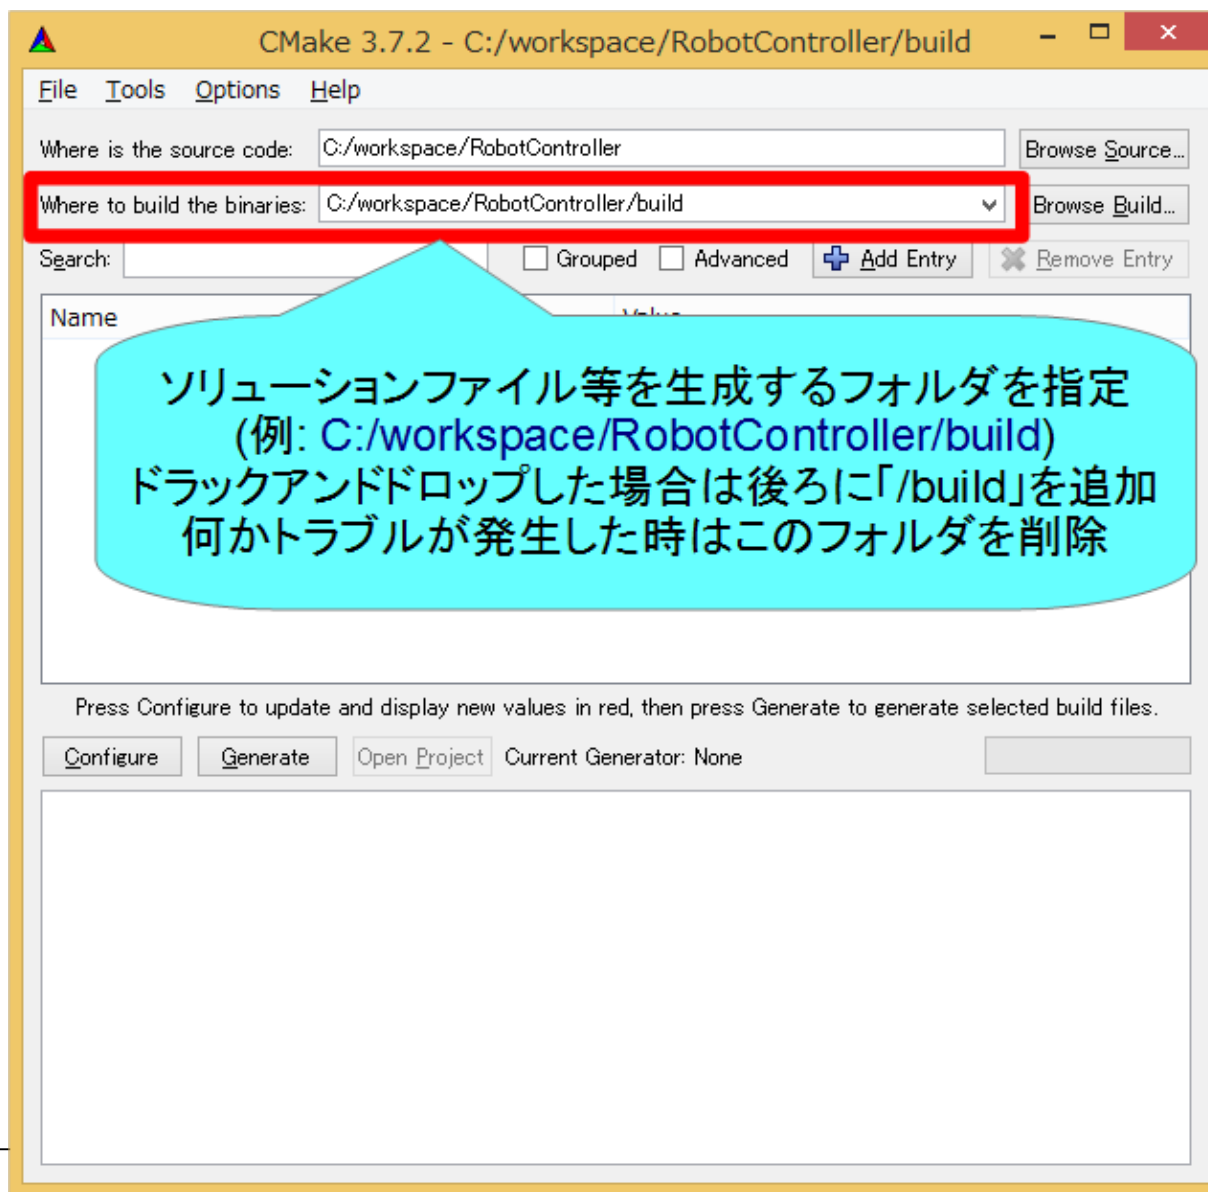 CMake 3.7.2 - C:/workspace/RobotController/build
File Tools Options Help
Where is the source code: C:/workspace/RobotController Browse Source...
Where to build the binaries: C:/workspace/RobotController/build Browse Build...
Search: Grouped Advanced Add Entry Remove Entry
Name
ソリューションファイル等を生成するフォルダを指定
(例: C:/workspace/RobotController/build)
ドラックアンドドロップした場合は後ろに「/build」を追加
何かトラブルが発生した時はこのフォルダを削除
Press Configure to update and display new values in red, then press Generate to generate selected build files.
Configure Generate Open Project Current Generator: None